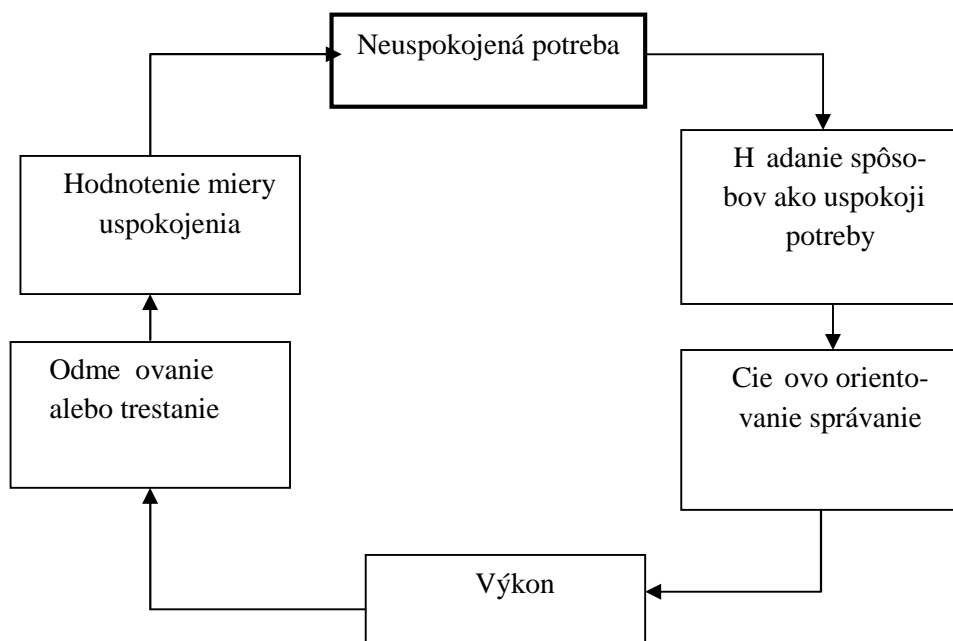 Neuspokojená potreba
H adanie spôso-
bov ako uspokoji
potreby
Cie ovo oriento-
vanie správanie
Výkon
Odme ovanie
alebo trestanie
Hodnotenie miery
uspokojenia